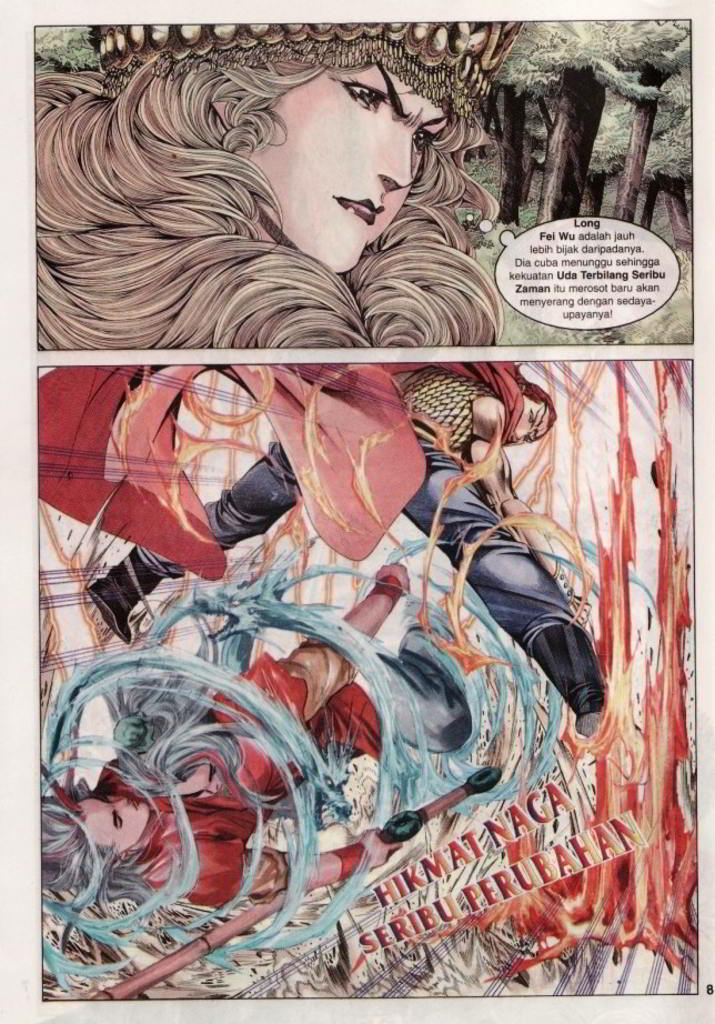 Long
Fei Wu adalah jauh
lebih bijak daripadanya.
Dia cuba menunggu sehingga
kekuatan Uda Terbilang Seribu
Zaman itu merosot baru akan
menyerang dengan sedaya-
upayanya!
HIKMAT NAGA
SERIBU PERUBAHAN
8